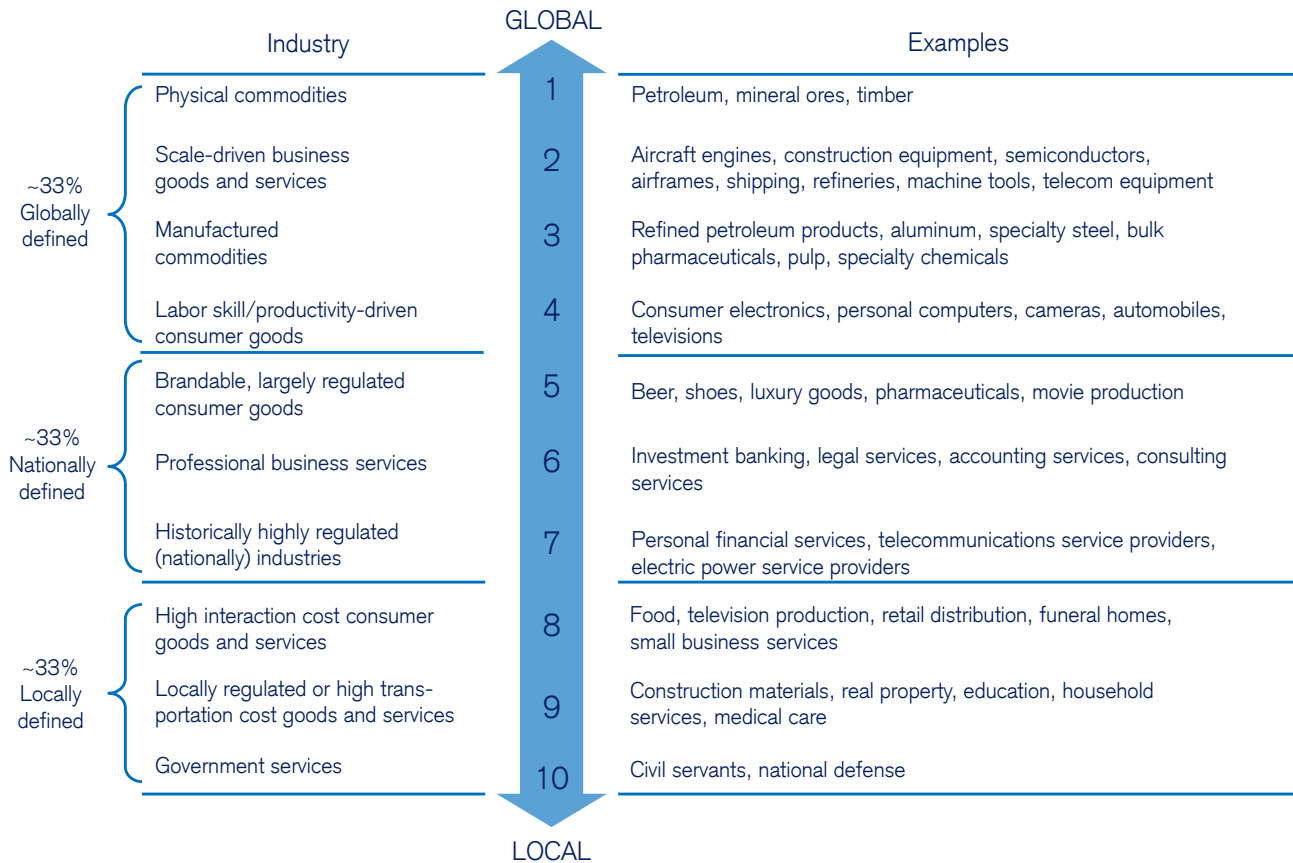 GLOBAL
Industry
Examples
~33%
Globally
defined
Physical commodities
1
Petroleum, mineral ores, timber
Scale-driven business
goods and services
2
Aircraft engines, construction equipment, semiconductors,
airframes, shipping, refineries, machine tools, telecom equipment
Manufactured
commodities
3
Refined petroleum products, aluminum, specialty steel, bulk
pharmaceuticals, pulp, specialty chemicals
Labor skill/productivity-driven
consumer goods
4
Consumer electronics, personal computers, cameras, automobiles,
televisions
~33%
Nationally
defined
Brandable, largely regulated
consumer goods
5
Beer, shoes, luxury goods, pharmaceuticals, movie production
Professional business services
6
Investment banking, legal services, accounting services, consulting
services
Historically highly regulated
(nationally) industries
7
Personal financial services, telecommunications service providers,
electric power service providers
~33%
Locally
defined
High interaction cost consumer
goods and services
8
Food, television production, retail distribution, funeral homes,
small business services
Locally regulated or high trans-
portation cost goods and services
9
Construction materials, real property, education, household
services, medical care
Government services
10
Civil servants, national defense
LOCAL